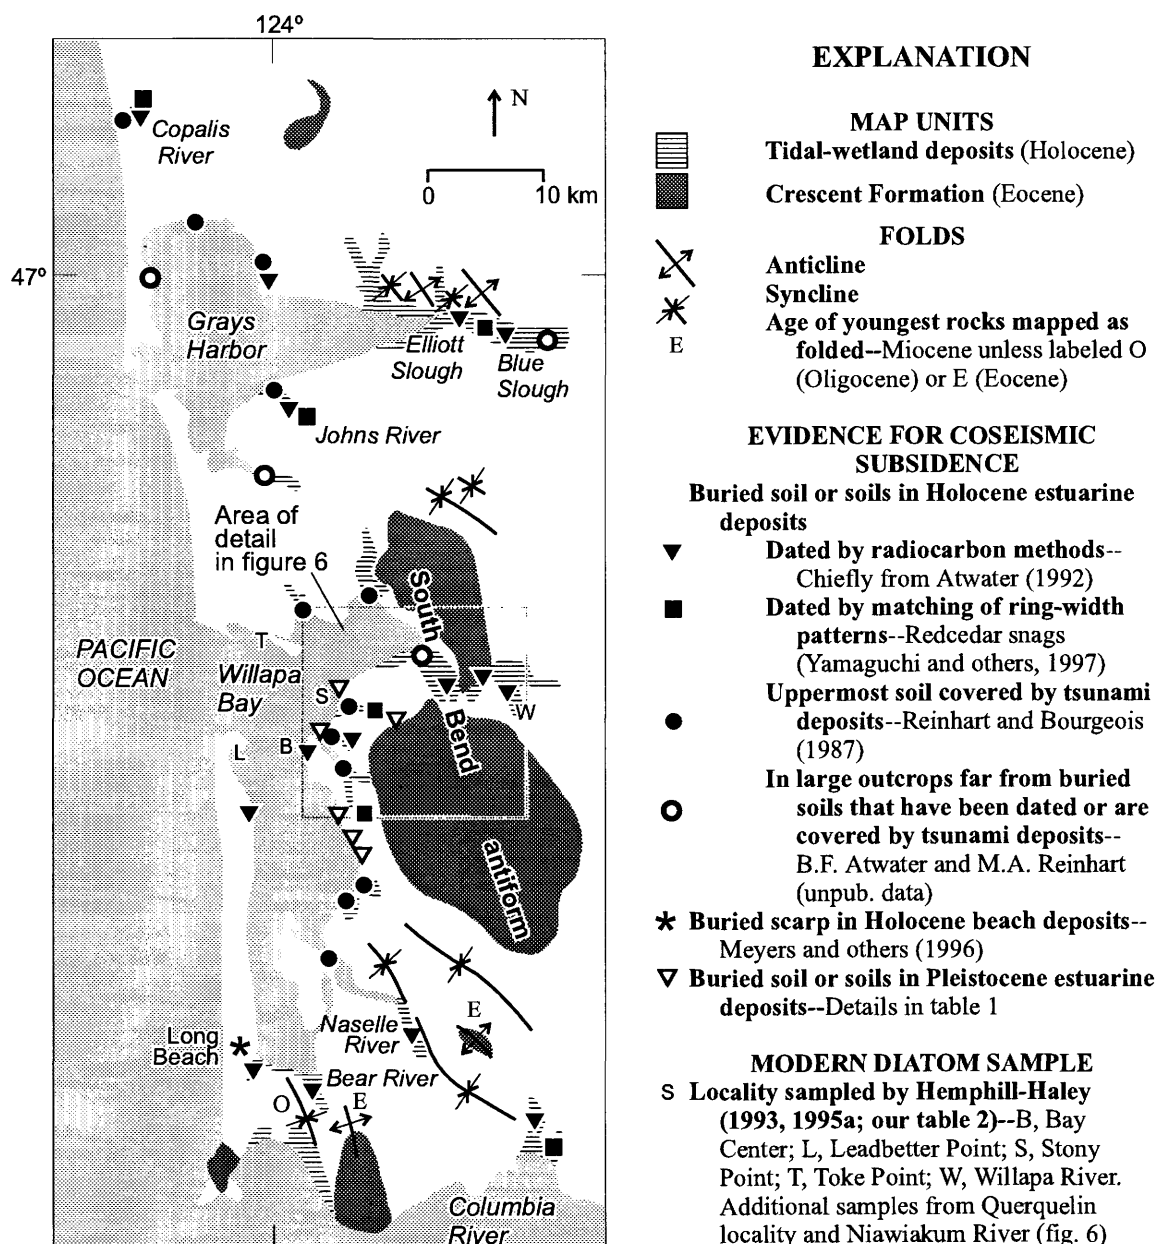 124º
N
Copalis
River
0 10 km
47º
Grays
Harbor
Elliott
Slough
Blue
Slough
Johns River
Area of
detail
in figure 6
South
Bend
antiform
PACIFIC
OCEAN
T
Willapa
Bay
S
W
L
B
E
Naselle
River
Long
Beach
Bear River
O
E
Columbia
River
EXPLANATION
MAP UNITS
Tidal-wetland deposits (Holocene)
Crescent Formation (Eocene)
FOLDS
Anticline
Syncline
Age of youngest rocks mapped as
E
folded--Miocene unless labeled O
(Oligocene) or E (Eocene)
EVIDENCE FOR COSEISMIC
SUBSIDENCE
Buried soil or soils in Holocene estuarine
deposits
Dated by radiocarbon methods--
Chiefly from Atwater (1992)
Dated by matching of ring-width
patterns--Redcedar snags
(Yamaguchi and others, 1997)
Uppermost soil covered by tsunami
deposits--Reinhart and Bourgeois
(1987)
In large outcrops far from buried
soils that have been dated or are
covered by tsunami deposits--
B.F. Atwater and M.A. Reinhart
(unpub. data)
Buried scarp in Holocene beach deposits--
Meyers and others (1996)
Buried soil or soils in Pleistocene estuarine
deposits--Details in table 1
MODERN DIATOM SAMPLE
S Locality sampled by Hemphill-Haley
(1993, 1995a; our table 2)--B, Bay
Center; L, Leadbetter Point; S, Stony
Point; T, Toke Point; W, Willapa River.
Additional samples from Querquelin
locality and Niawiakum River (fig. 6)